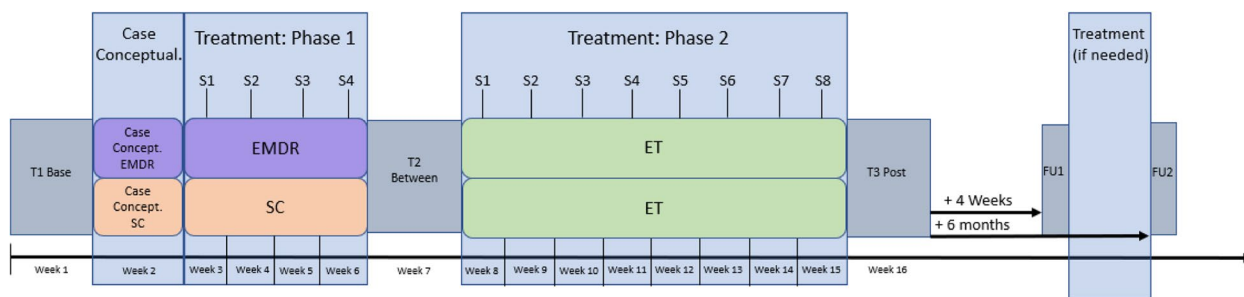 Case
Conceptual.
Treatment: Phase 1
Treatment: Phase 2
Treatment
(if needed)
S1
S2
S3
S4
S1
S2
S3
S4
S5
S6
S7
S8
T1 Base
Case
Concept.
EMDR
EMDR
Case
Concept.
SC
SC
T2
Between
ET
ET
T3 Post
+ 4 Weeks
+ 6 months
FU1
FU2
Week 1
Week 2
Week 3
Week 4
Week 5
Week 6
Week 7
Week 8
Week 9
Week 10
Week 11
Week 12
Week 13
Week 14
Week 15
Week 16